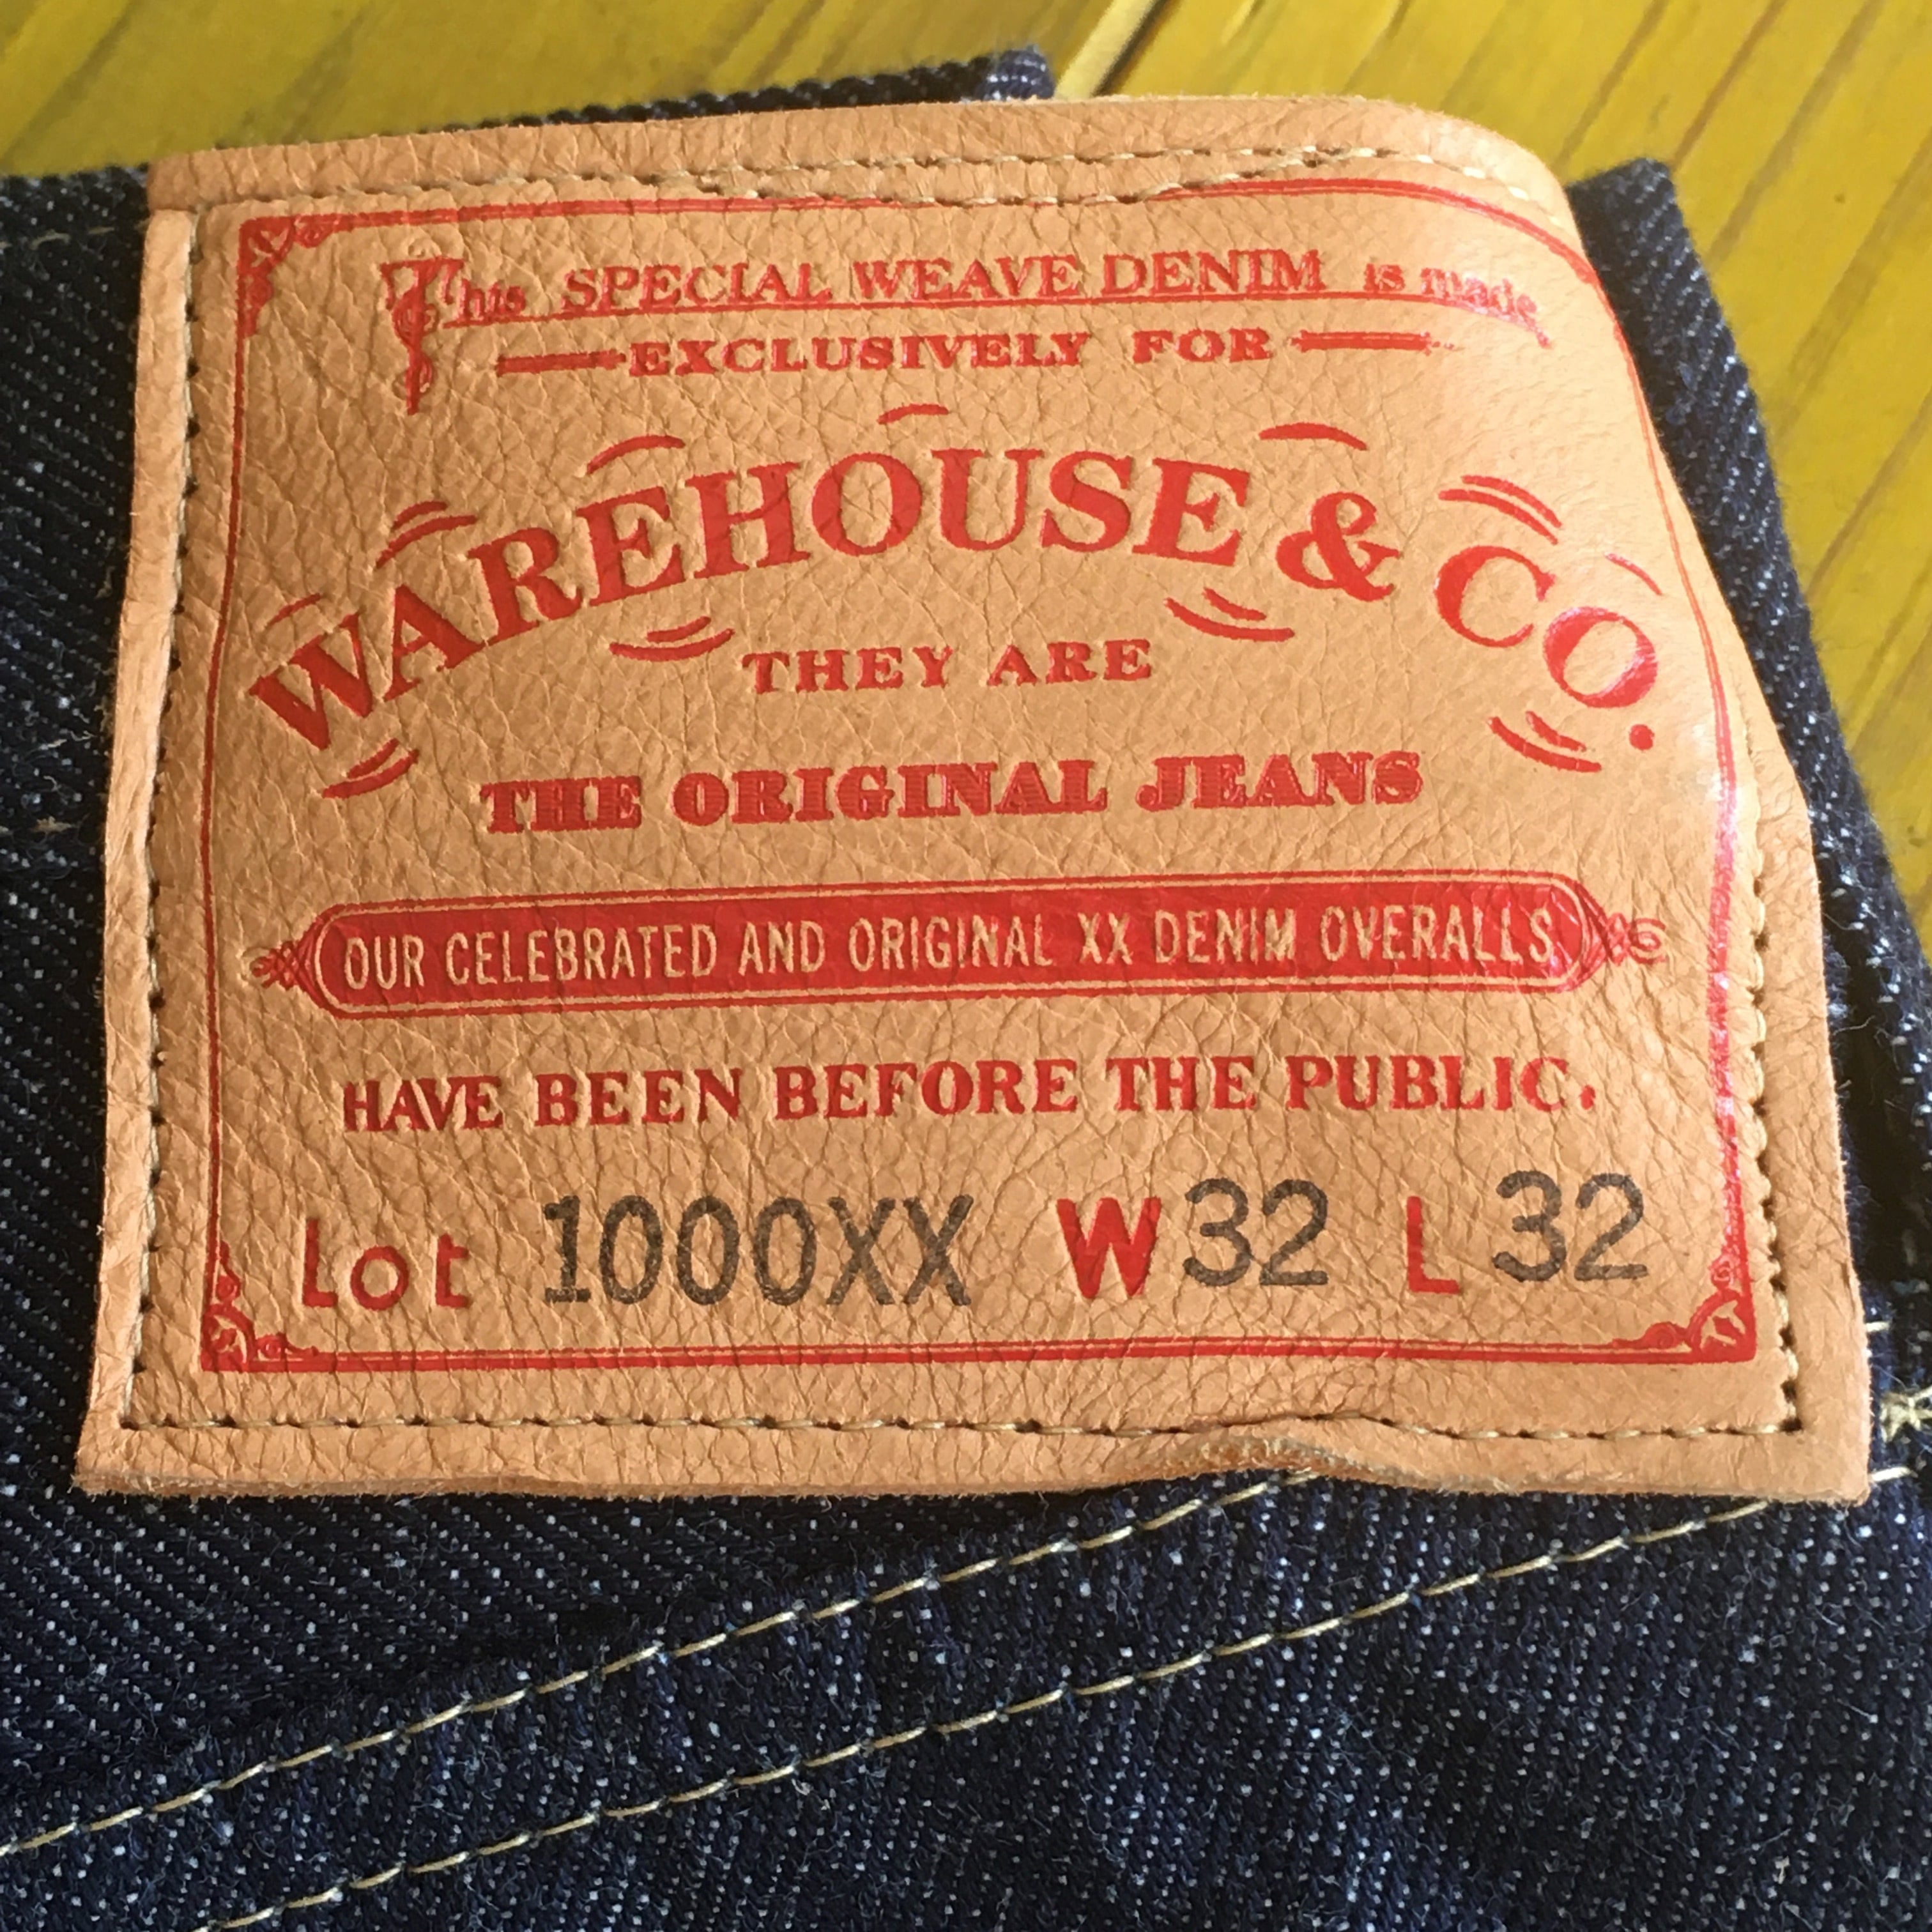 This SPECIAL WEAVE DENIM is made
EXCLUSIVELY FOR
WAREHOUSE & CO.
THEY ARE
THE ORIGINAL JEANS
OUR CELEBRATED AND ORIGINAL XX DENIM OVERALLS
HAVE BEEN BEFORE THE PUBLIC.
Lot 1000XX W32 L 32